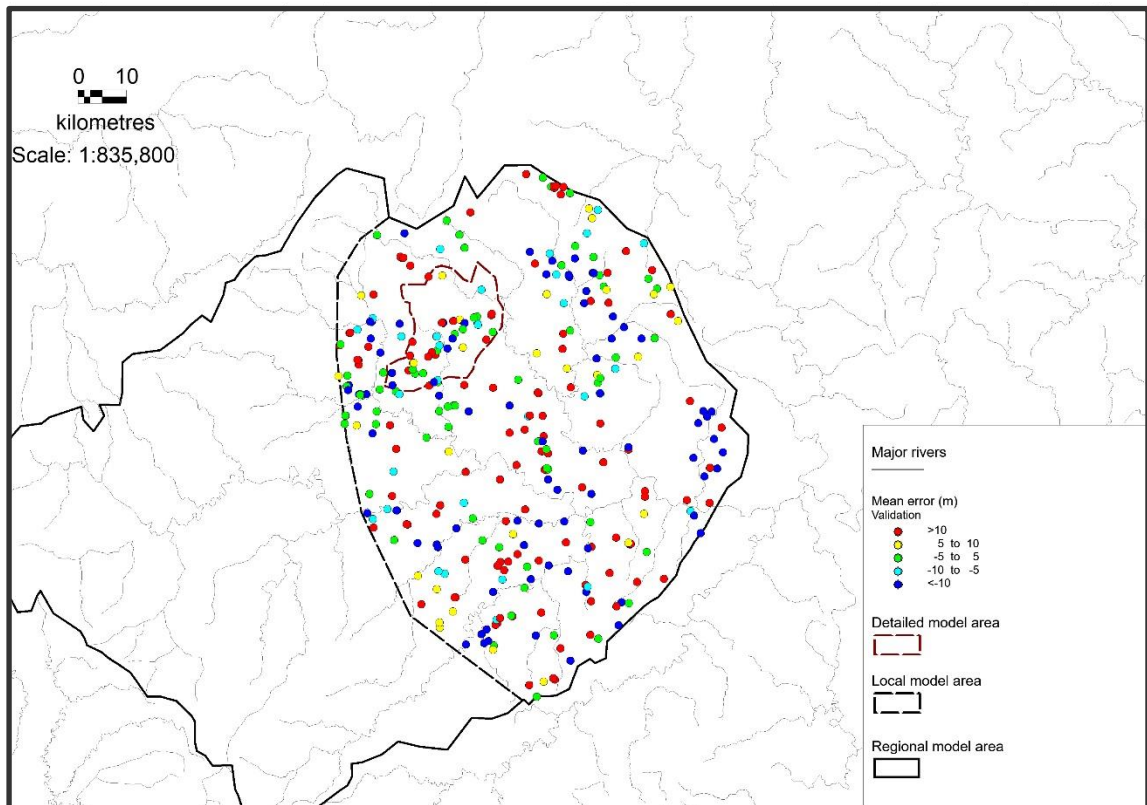 0 10
kilometres
Scale: 1:835,800
Major rivers
Mean error (m)
Validation
>10
5 to 10
-5 to 5
-10 to -5
<-10
Detailed model area
Local model area
Regional model area